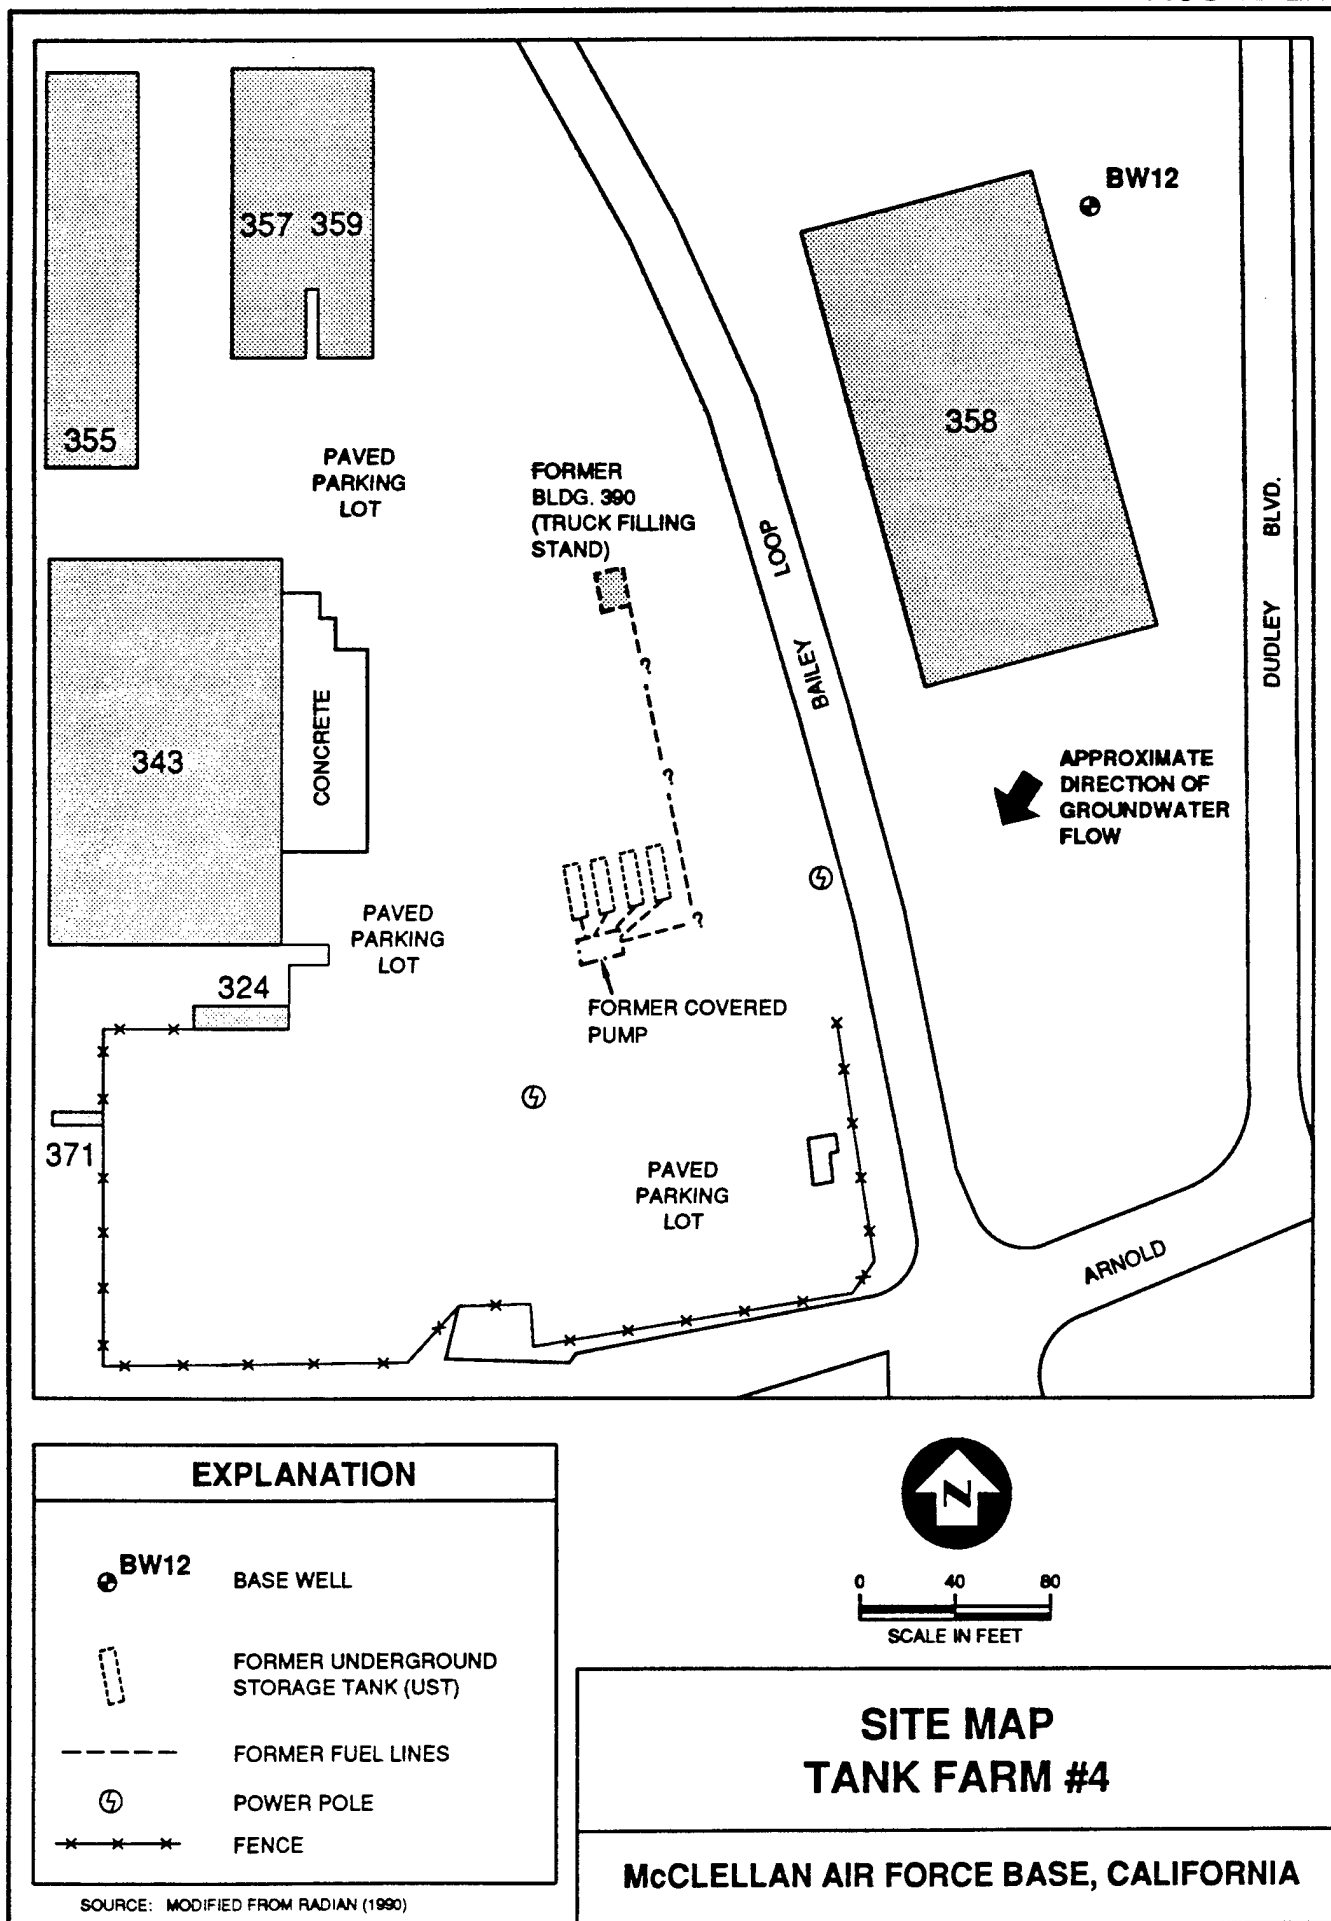 BW12
357 359
358
355
PAVED
PARKING
LOT
FORMER
BLDG. 390
(TRUCK FILLING
STAND)
LOOP
BAILEY
DUDLEY BLVD.
343
CONCRETE
?
?
?
APPROXIMATE
DIRECTION OF
GROUNDWATER
FLOW
PAVED
PARKING
LOT
324
FORMER COVERED
PUMP
371
PAVED
PARKING
LOT
ARNOLD
EXPLANATION
BW12
BASE WELL
FORMER UNDERGROUND
STORAGE TANK (UST)
FORMER FUEL LINES
POWER POLE
FENCE
SOURCE: MODIFIED FROM RADIAN (1990)
N
0 40 80
SCALE IN FEET
SITE MAP
TANK FARM #4
McCLELLAN AIR FORCE BASE, CALIFORNIA